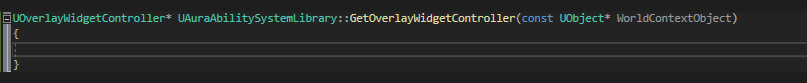 UOverlayWidgetController* UAuraAbilitySystemLibrary::GetOverlayWidgetController(const UObject* WorldContextObject)
{
}